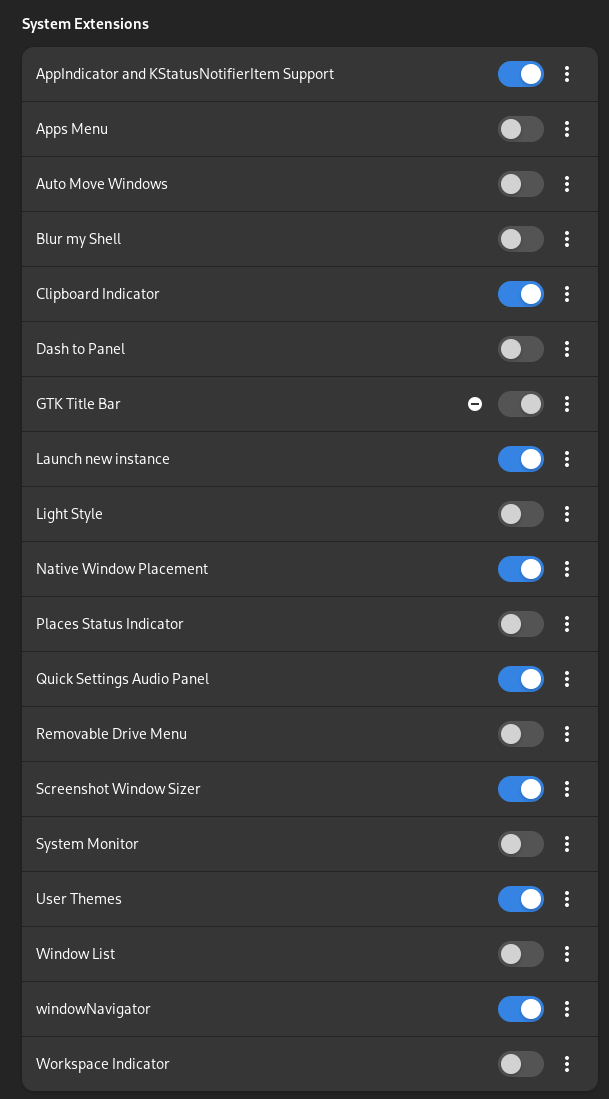 System Extensions
AppIndicator and KStatusNotifierItem Support
Apps Menu
Auto Move Windows
Blur my Shell
Clipboard Indicator
Dash to Panel
GTK Title Bar
Launch new instance
Light Style
Native Window Placement
Places Status Indicator
Quick Settings Audio Panel
Removable Drive Menu
Screenshot Window Sizer
System Monitor
User Themes
Window List
windowNavigator
Workspace Indicator